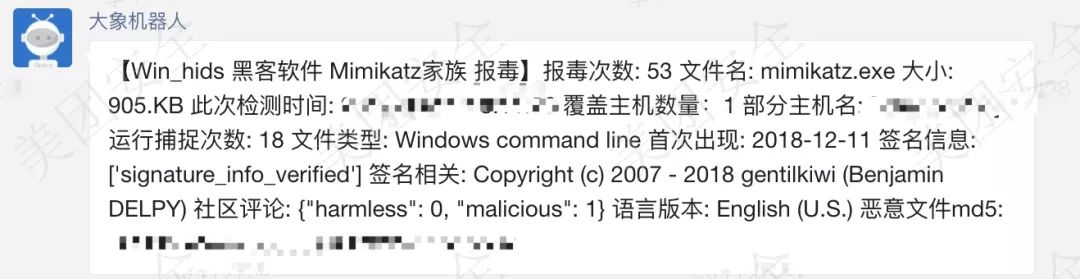 大象机器人
【Win_hids 黑客软件 Mimikatz家族 报毒】报毒次数: 53 文件名: mimikatz.exe 大小:
905.KB 此次检测时间: 覆盖主机数量：1 部分主机名:
运行捕捉次数: 18 文件类型: Windows command line 首次出现: 2018-12-11 签名信息:
['signature_info_verified'] 签名相关: Copyright (c) 2007 - 2018 gentilkiwi (Benjamin
DELPY) 社区评论: {"harmless": 0, "malicious": 1} 语言版本: English (U.S.) 恶意文件md5:
美团安全